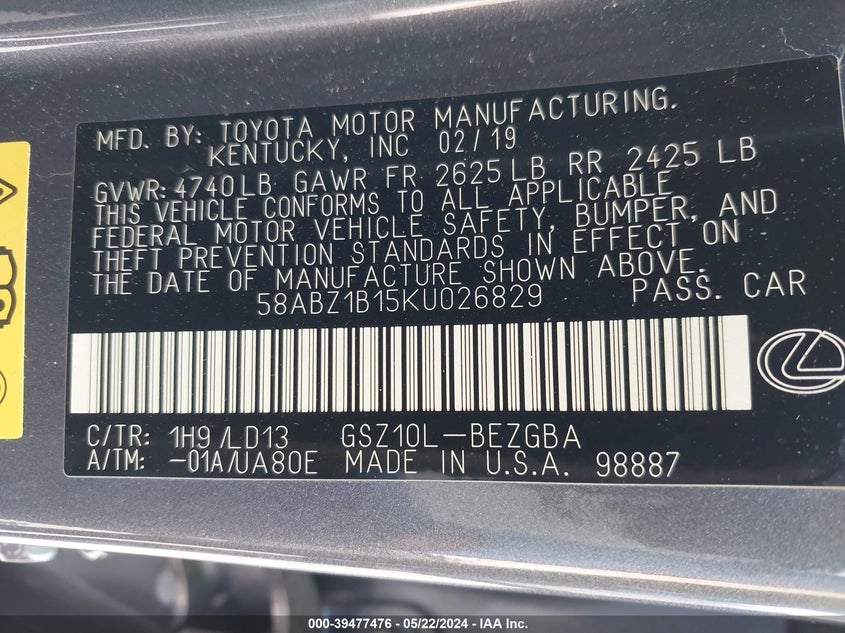 MFD. BY: TOYOTA MOTOR MANUFACTURING.
KENTUCKY, INC 02/19
GVWR: 4740LB GAWR FR 2625 LB RR 2425 LB
THIS VEHICLE CONFORMS TO ALL APPLICABLE
FEDERAL MOTOR VEHICLE SAFETY, BUMPER, AND
THEFT PREVENTION STANDARDS IN EFFECT ON
THE DATE OF MANUFACTURE SHOWN ABOVE.
58ABZ1B15KU026829 PASS. CAR
C/TR: 1H9/LD13 GSZ10L-BEZGBA
A/TM: -01A/UA80E MADE IN U.S.A. 98887
000-39477476 - 05/22/2024 - IAA Inc.